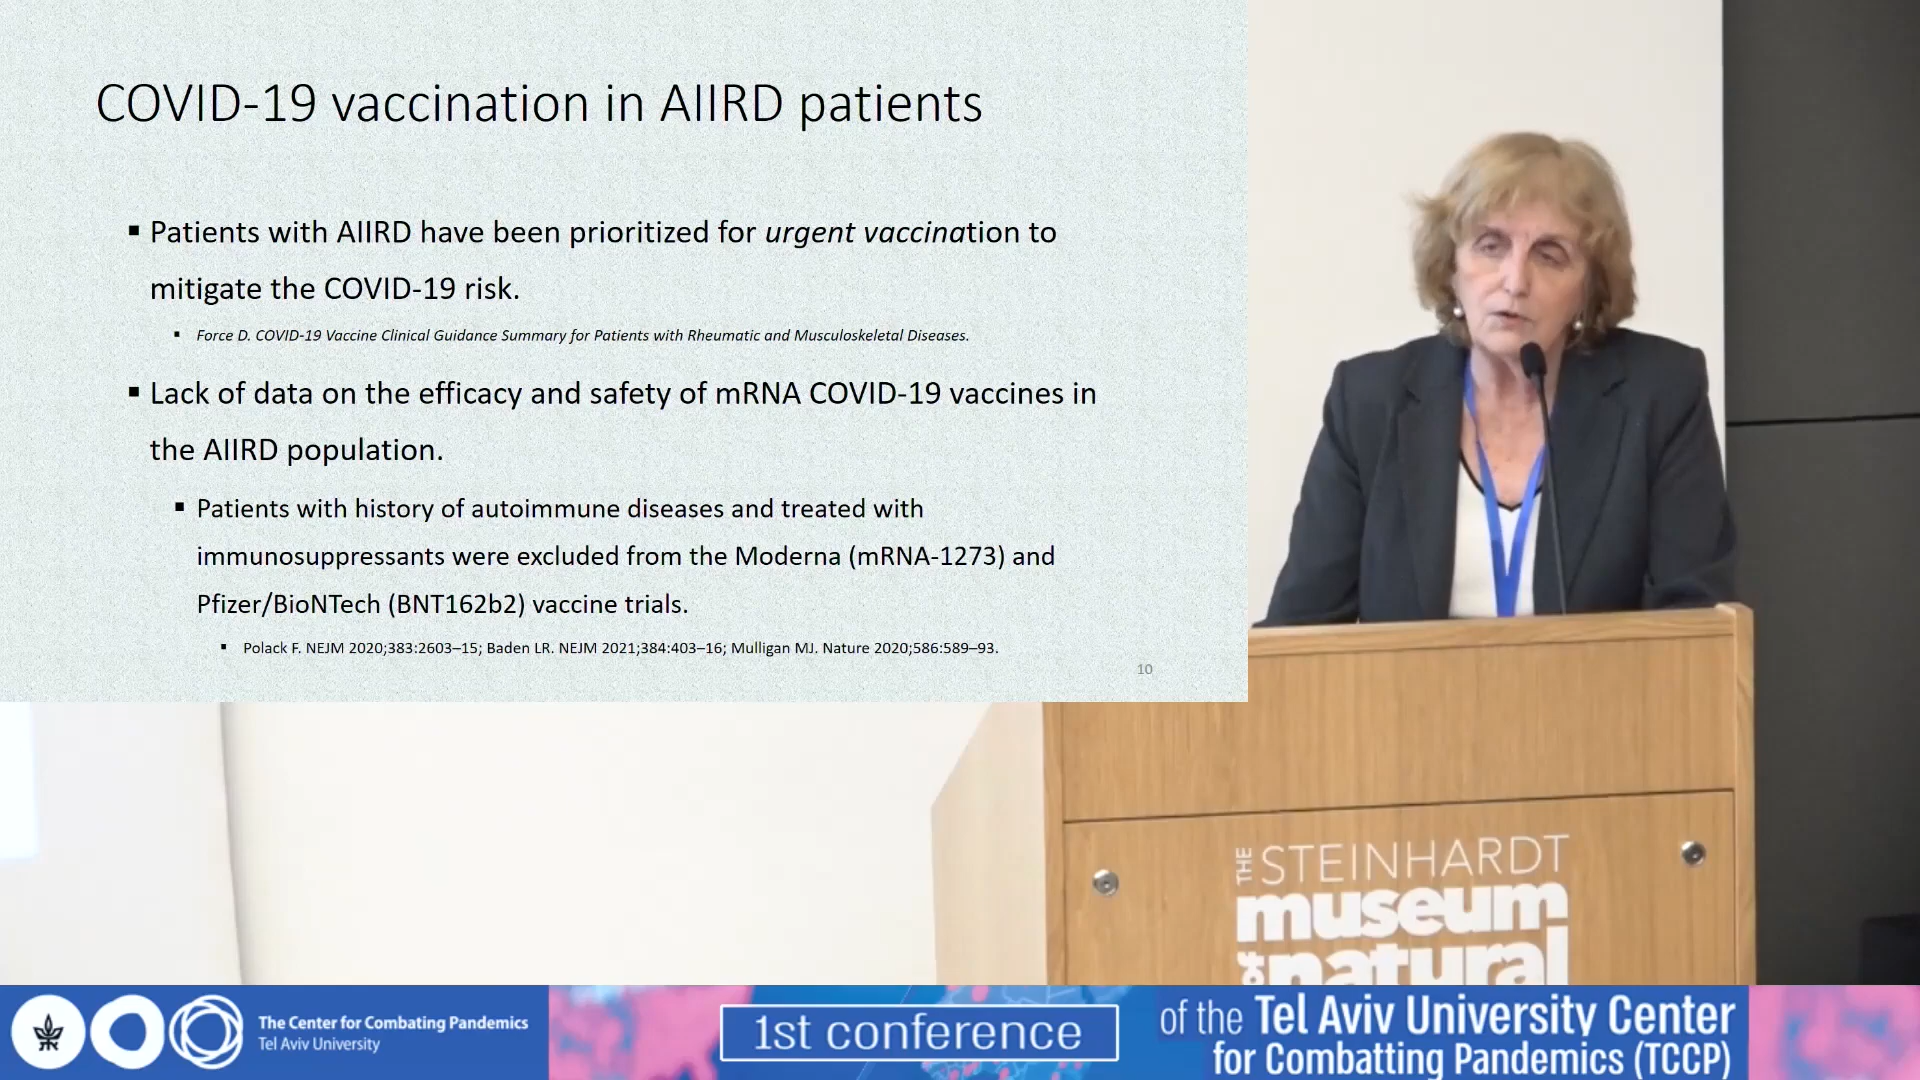 COVID-19 vaccination in AIIRD patients
▪ Patients with AIIRD have been prioritized for urgent vaccination to
mitigate the COVID-19 risk.
▪ Force D. COVID-19 Vaccine Clinical Guidance Summary for Patients with Rheumatic and Musculoskeletal Diseases.
▪ Lack of data on the efficacy and safety of mRNA COVID-19 vaccines in
the AIIRD population.
▪ Patients with history of autoimmune diseases and treated with
immunosuppressants were excluded from the Moderna (mRNA-1273) and
Pfizer/BioNTech (BNT162b2) vaccine trials.
▪ Polack F. NEJM 2020;383:2603–15; Baden LR. NEJM 2021;384:403–16; Mulligan MJ. Nature 2020;586:589–93.
10
THE STEINHARDT
museum
OF natural
The Center for Combating Pandemics
Tel Aviv University
1st conference
of the Tel Aviv University Center
for Combatting Pandemics (TCCP)